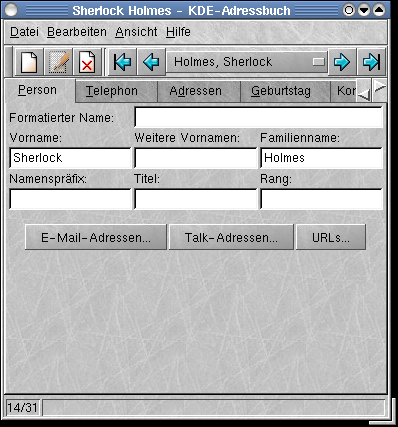 Sherlock Holmes - KDE-Adressbuch
Datei Bearbeiten Ansicht Hilfe
Holmes, Sherlock
Person Telephon Adressen Geburtstag Kor
Formatierter Name:
Vorname: Weitere Vornamen: Familienname:
Sherlock Holmes
Namenspräfix: Titel: Rang:
E-Mail-Adressen... Talk-Adressen... URLs...
14/31